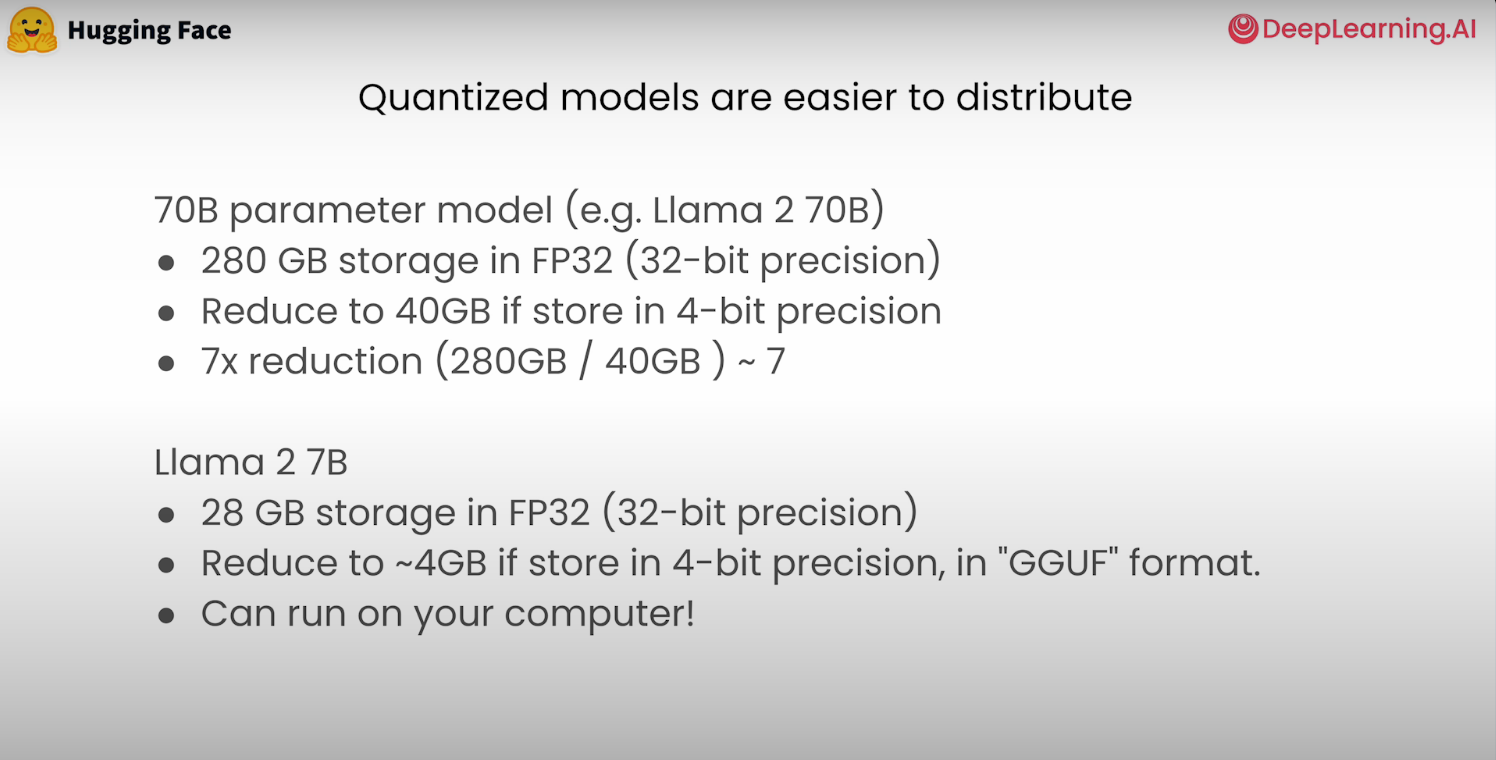 Hugging Face
DeepLearning.AI
Quantized models are easier to distribute
70B parameter model (e.g. Llama 2 70B)
● 280 GB storage in FP32 (32-bit precision)
● Reduce to 40GB if store in 4-bit precision
● 7x reduction (280GB / 40GB ) ~ 7
Llama 2 7B
● 28 GB storage in FP32 (32-bit precision)
● Reduce to ~4GB if store in 4-bit precision, in "GGUF" format.
● Can run on your computer!